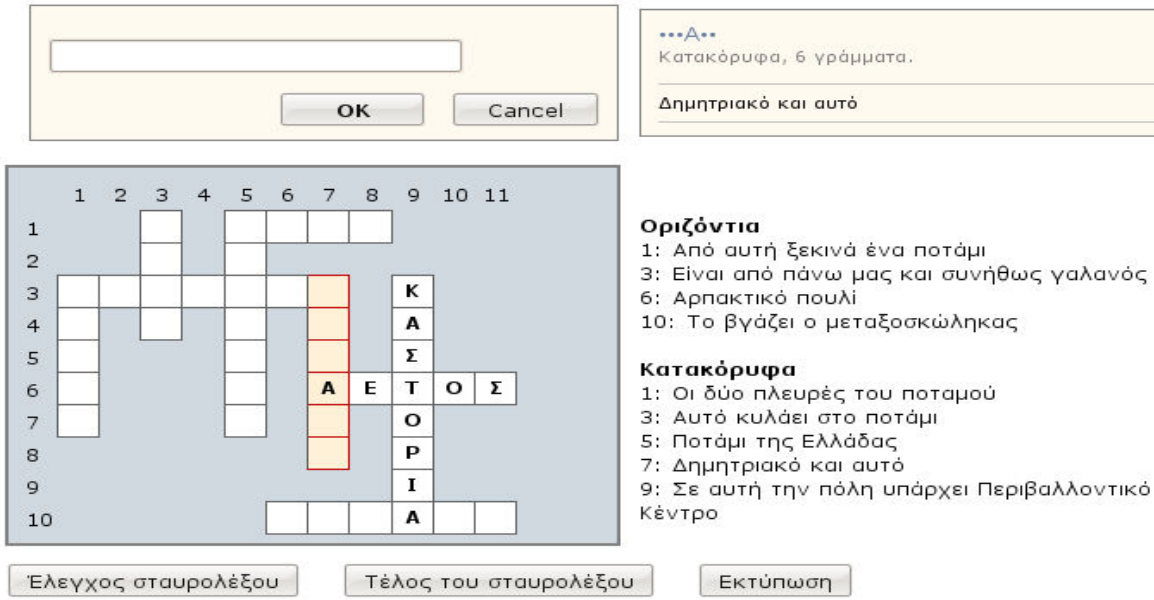 •••Α••
Κατακόρυφα, 6 γράμματα.
Δημητριακό και αυτό
OK Cancel
1 2 3 4 5 6 7 8 9 10 11
1
2
3 Κ
4 Α
5 Σ
6 Α Ε Τ Ο Σ
7 Ο
8 Ρ
9 Ι
10 Α
Οριζόντια
1: Από αυτή ξεκινά ένα ποτάμι
3: Είναι από πάνω μας και συνήθως γαλανός
6: Αρπακτικό πουλί
10: Το βγάζει ο μεταξοσκώληκας
Κατακόρυφα
1: Οι δύο πλευρές του ποταμού
3: Αυτό κυλάει στο ποτάμι
5: Ποτάμι της Ελλάδας
7: Δημητριακό και αυτό
9: Σε αυτή την πόλη υπάρχει Περιβαλλοντικό
Κέντρο
Έλεγχος σταυρολέξου Τέλος του σταυρολέξου Εκτύπωση